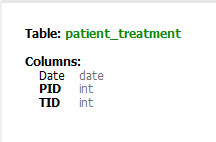 Table: patient_treatment
Columns:
Date date
PID int
TID int